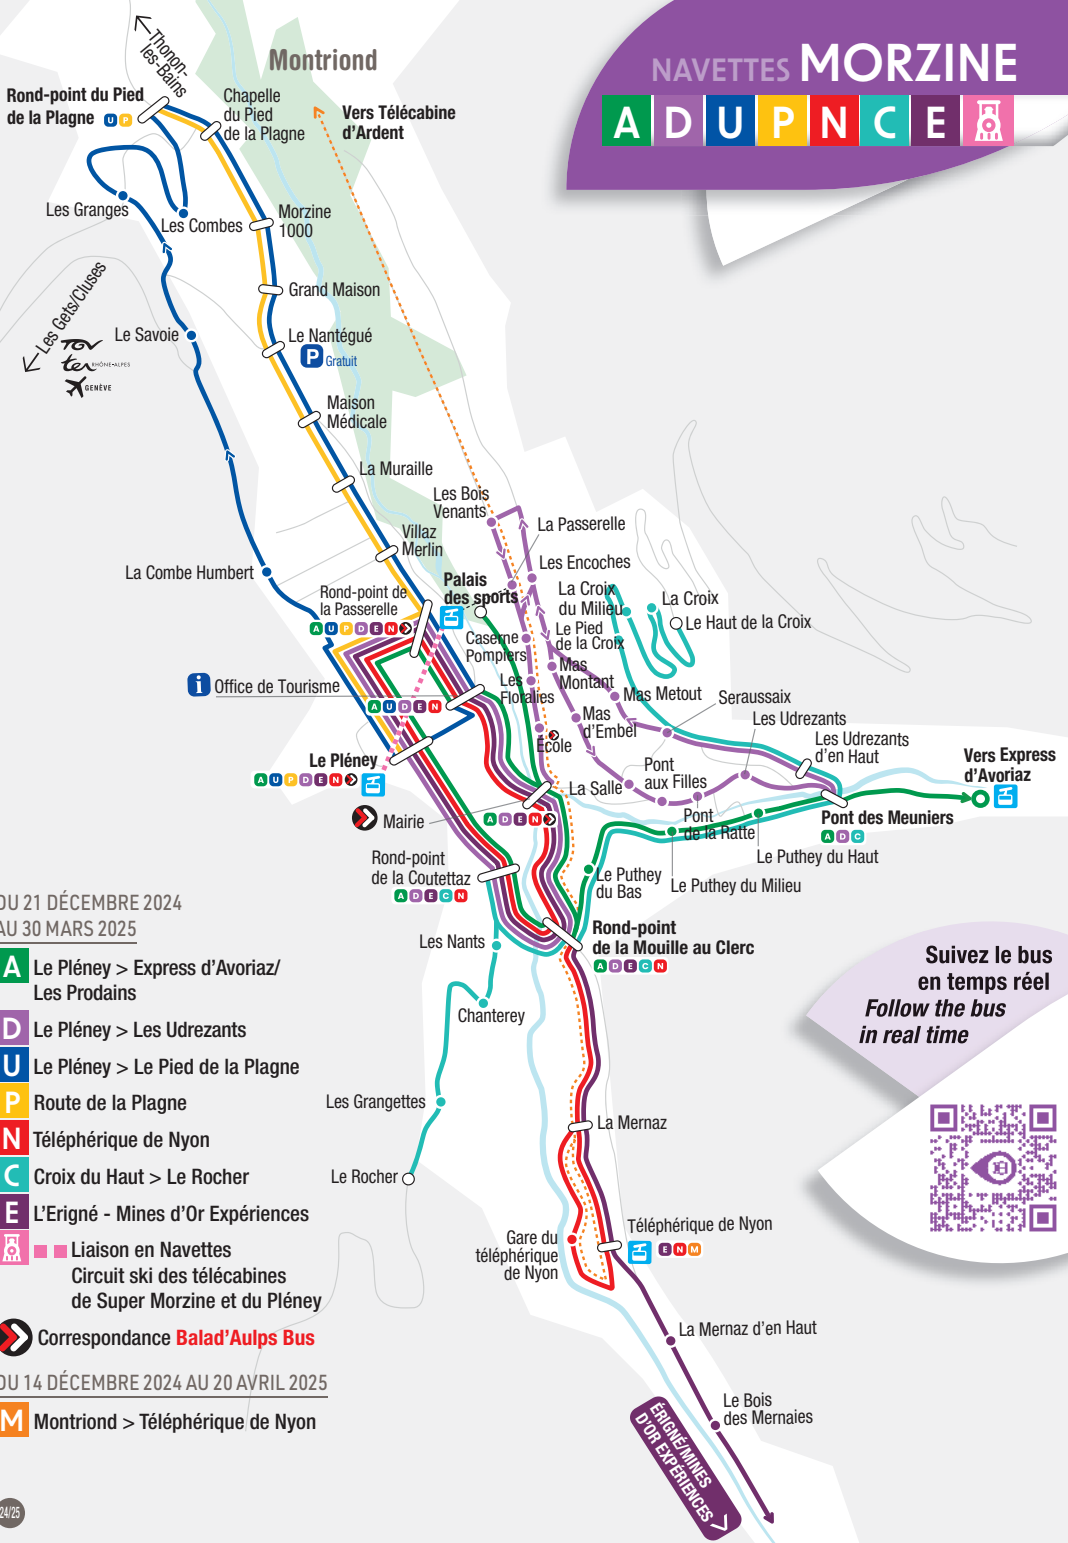 NAVETTES MORZINE
A D U P N C E
Thonon-
les-Bains
Montriond
Rond-point du Pied
de la Plagne U P
Chapelle
du Pied
de la Plagne
Vers Télécabine
d'Ardent
Les Granges
Les Combes
Morzine
1000
Grand Maison
Les Gets/Cluses
TGV
ter RHÔNE-ALPES
GENÈVE
Le Savoie
Le Nantégué
P Gratuit
Maison
Médicale
La Muraille
Les Bois
Venants
Villaz
Merlin
La Passerelle
Les Encoches
La Combe Humbert
Rond-point de
la Passerelle
A U P D E N
Palais
des sports
La Croix
du Milieu
La Croix
Le Haut de la Croix
Caserne
Pompiers
Le Pied
de la Croix
Mas
Montant
i Office de Tourisme
A U D E N
Les
Floralies
Mas Metout
Seraussaix
Mas
d'Embel
Les Udrezants
École
Les Udrezants
d'en Haut
Le Pléney
A U P D E N
Vers Express
d'Avoriaz
La Salle
Pont
aux Filles
Mairie
A D E N
Pont
de la Ratte
Pont des Meuniers
A D C
Le Puthey du Haut
Rond-point
de la Coutettaz
A D E C N
Le Puthey
du Bas
Le Puthey du Milieu
Les Nants
Rond-point
de la Mouille au Clerc
A D E C N
Chanterey
Les Grangettes
La Mernaz
Le Rocher
Gare du
téléphérique
de Nyon
Téléphérique de Nyon
E N M
La Mernaz d'en Haut
Le Bois
des Mernaies
ÉRIGNÉ/MINES
D'OR EXPÉRIENCES >
DU 21 DÉCEMBRE 2024
AU 30 MARS 2025
A Le Pléney > Express d'Avoriaz/
Les Prodains
D Le Pléney > Les Udrezants
U Le Pléney > Le Pied de la Plagne
P Route de la Plagne
N Téléphérique de Nyon
C Croix du Haut > Le Rocher
E L'Erigné - Mines d'Or Expériences
Liaison en Navettes
Circuit ski des télécabines
de Super Morzine et du Pléney
Correspondance Balad'Aulps Bus
DU 14 DÉCEMBRE 2024 AU 20 AVRIL 2025
M Montriond > Téléphérique de Nyon
24/25
Suivez le bus
en temps réel
Follow the bus
in real time